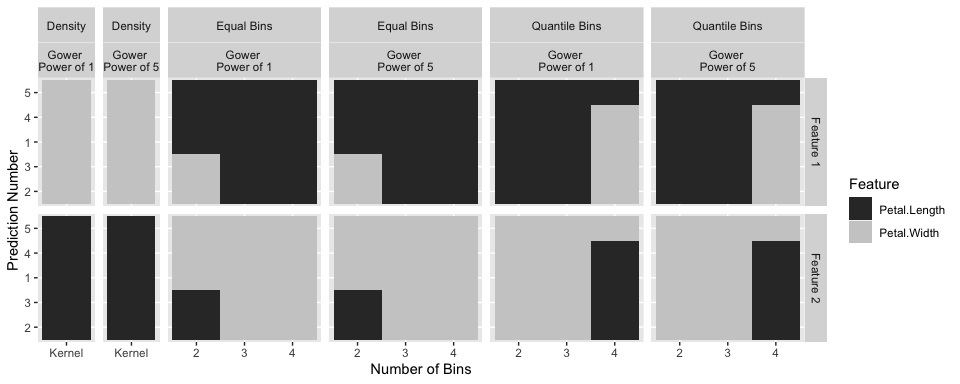 Density
Density
Equal Bins
Equal Bins
Quantile Bins
Quantile Bins
Gower
Power of 1
Gower
Power of 5
Gower
Power of 1
Gower
Power of 5
Gower
Power of 1
Gower
Power of 5
Prediction Number
5
4
1
3
2
Feature 1
5
4
1
3
2
Feature 2
Kernel
Kernel
2 3 4
2 3 4
2 3 4
2 3 4
Number of Bins
Feature
Petal.Length
Petal.Width